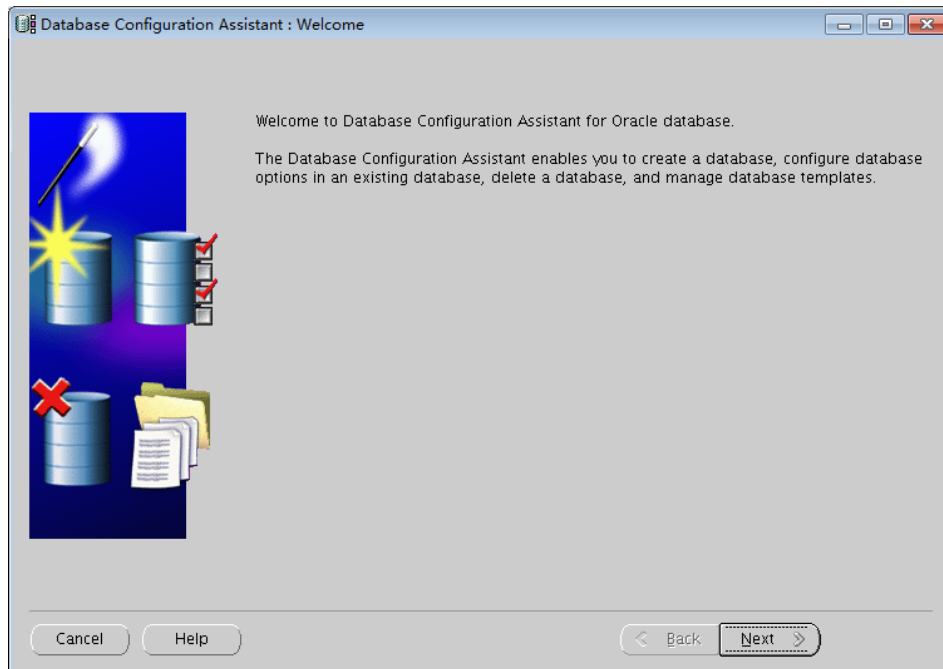 Database Configuration Assistant : Welcome
Welcome to Database Configuration Assistant for Oracle database.
The Database Configuration Assistant enables you to create a database, configure database
options in an existing database, delete a database, and manage database templates.
Cancel
Help
Back
Next